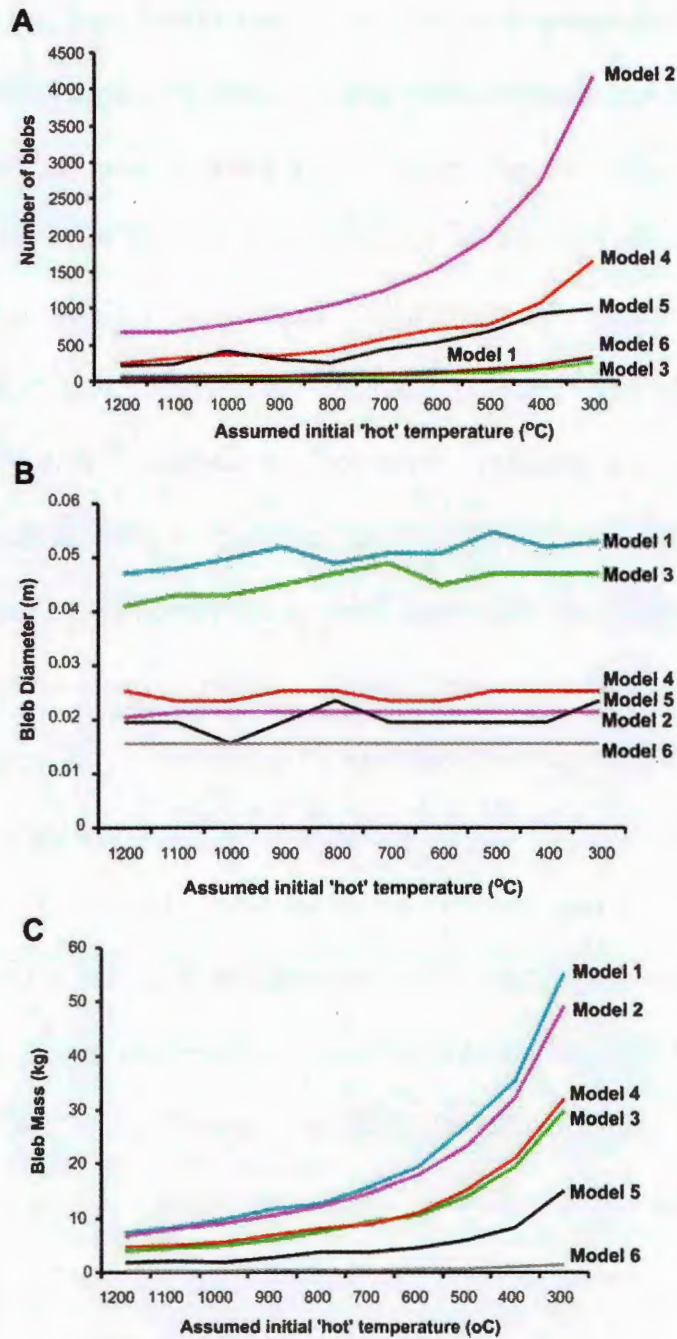 A
4500
4000
3500
3000
2500
2000
1500
1000
500
0
Number of blebs
Model 2
Model 4
Model 5
Model 1
Model 6
Model 3
1200 1100 1000 900 800 700 600 500 400 300
Assumed initial 'hot' temperature (°C)
B
0.06
0.05
0.04
0.03
0.02
0.01
0
Bleb Diameter (m)
Model 1
Model 3
Model 4
Model 5
Model 2
Model 6
1200 1100 1000 900 800 700 600 500 400 300
Assumed initial 'hot' temperature (°C)
C
60
50
40
30
20
10
0
Bleb Mass (kg)
Model 1
Model 2
Model 4
Model 3
Model 5
Model 6
1200 1100 1000 900 800 700 600 500 400 300
Assumed initial 'hot' temperature (oC)